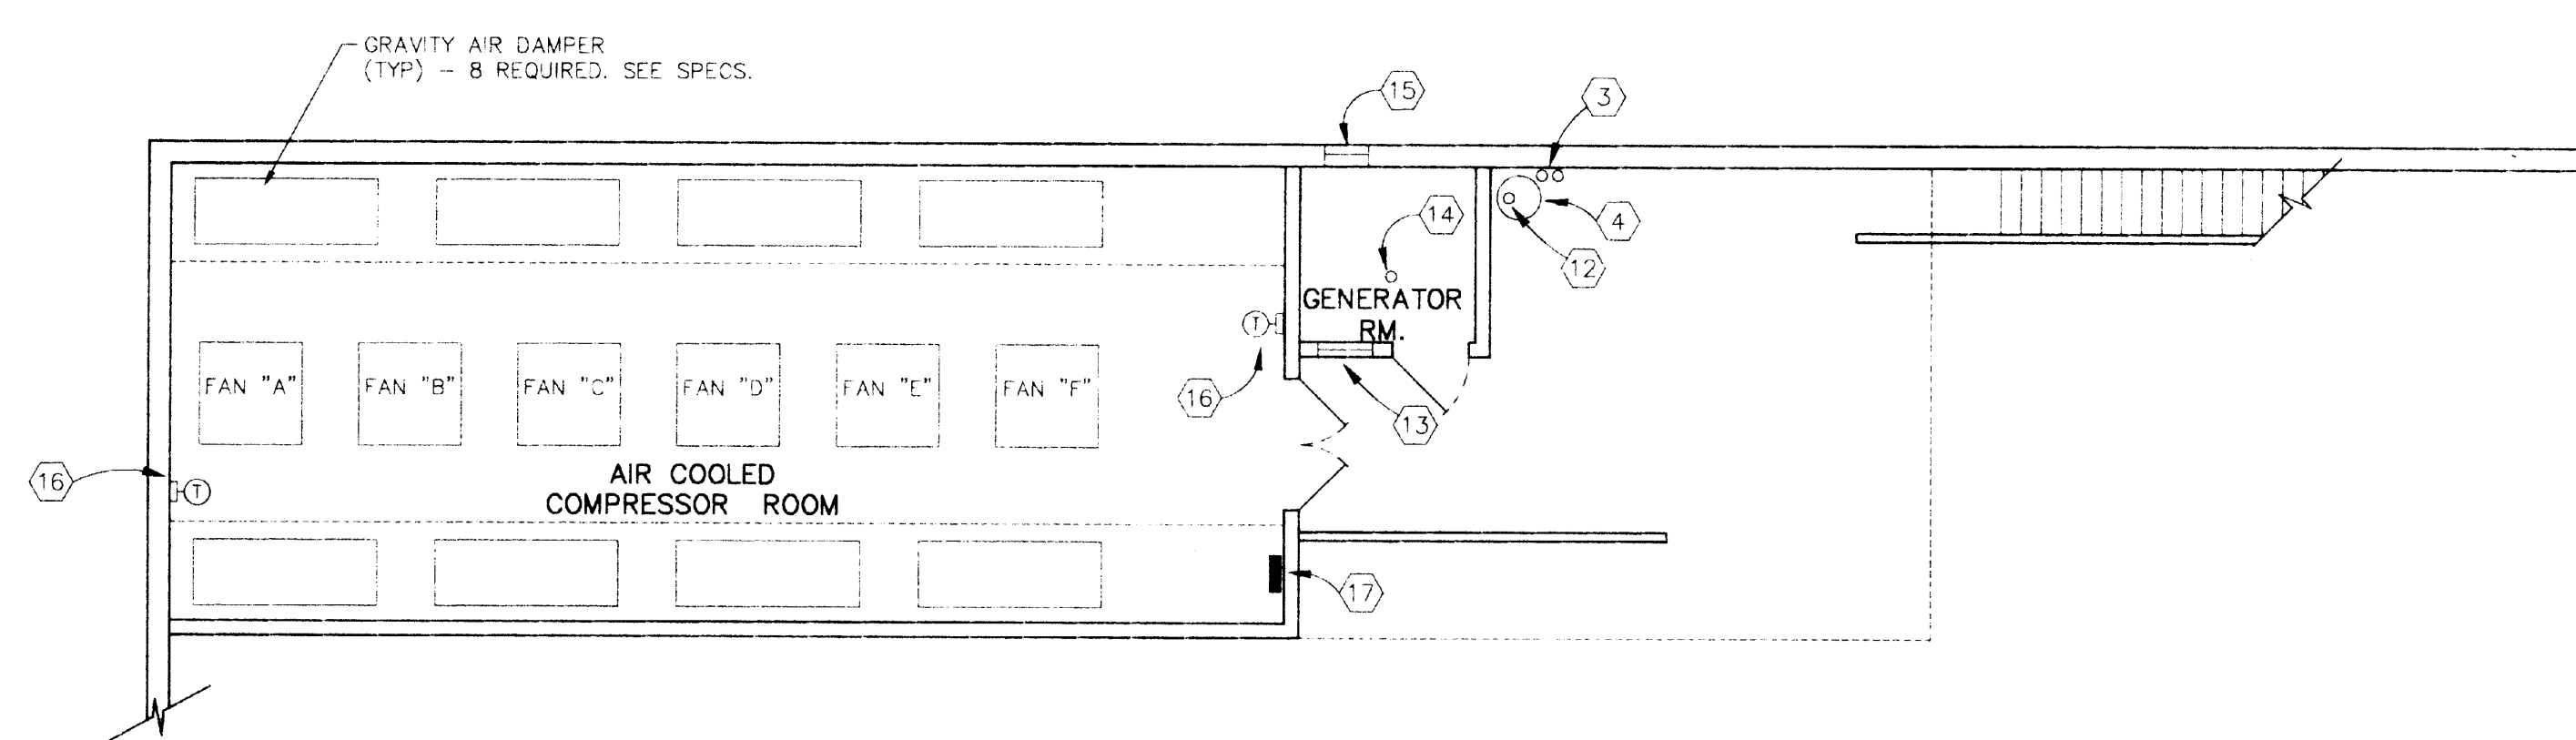 GRAVITY AIR DAMPER
(TYP) - 8 REQUIRED. SEE SPECS.
15
3
14
4
12
GENERATOR
RM.
T
16
13
FAN "A"
FAN "B"
FAN "C"
FAN "D"
FAN "E"
FAN "F"
16
T
AIR COOLED
COMPRESSOR ROOM
17